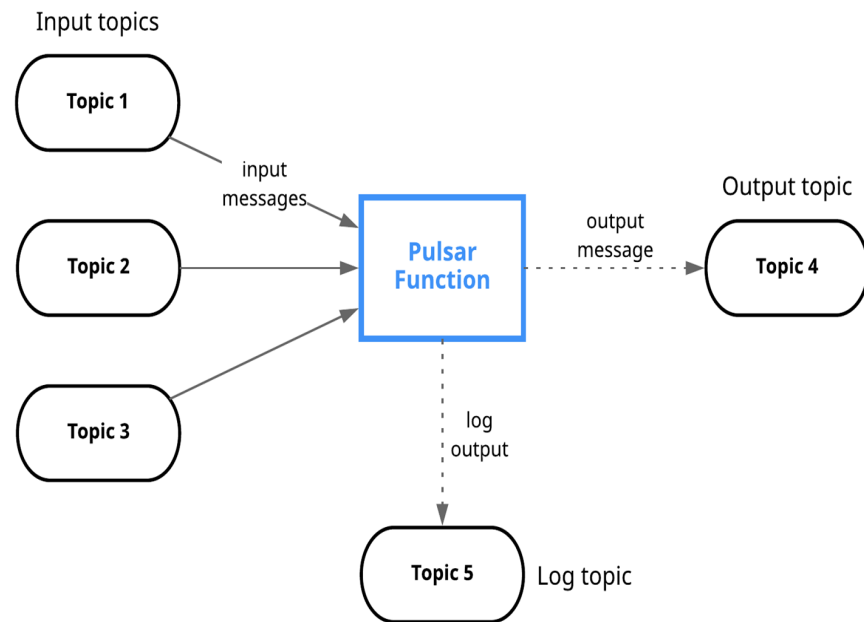 Input topics
Topic 1
input
messages
Output topic
Topic 2
Pulsar
Function
output
message
Topic 4
Topic 3
log
output
Topic 5
Log topic